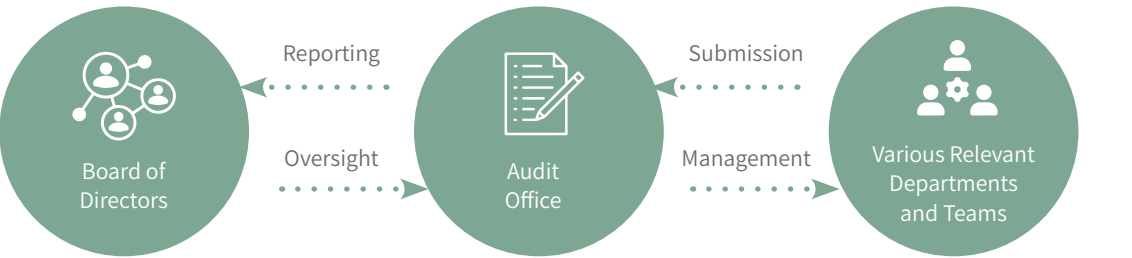 Reporting
Submission
Oversight
Management
Board of
Directors
Audit
Office
Various Relevant
Departments
and Teams